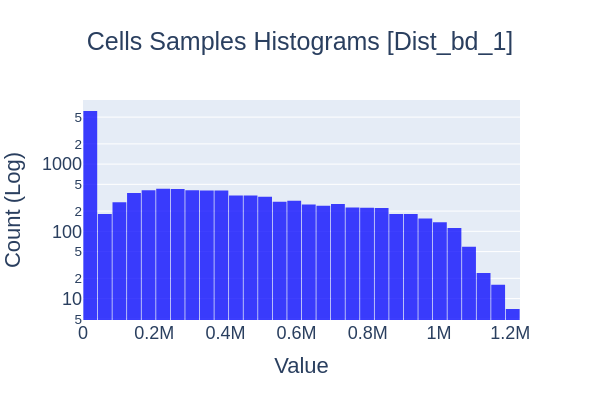 Cells Samples Histograms [Dist_bd_1]
Count (Log)
5
2
1000
5
2
100
5
2
10
5
0
0.2M
0.4M
0.6M
0.8M
1M
1.2M
Value